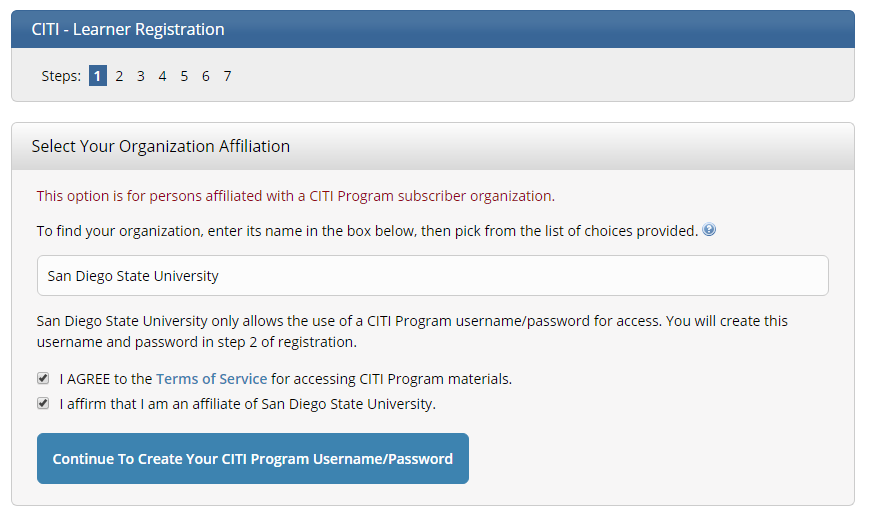 CITI - Learner Registration
Steps: 1 2 3 4 5 6 7
Select Your Organization Affiliation
This option is for persons affiliated with a CITI Program subscriber organization.
To find your organization, enter its name in the box below, then pick from the list of choices provided. ?
San Diego State University
San Diego State University only allows the use of a CITI Program username/password for access. You will create this
username and password in step 2 of registration.
I AGREE to the Terms of Service for accessing CITI Program materials.
I affirm that I am an affiliate of San Diego State University.
Continue To Create Your CITI Program Username/Password